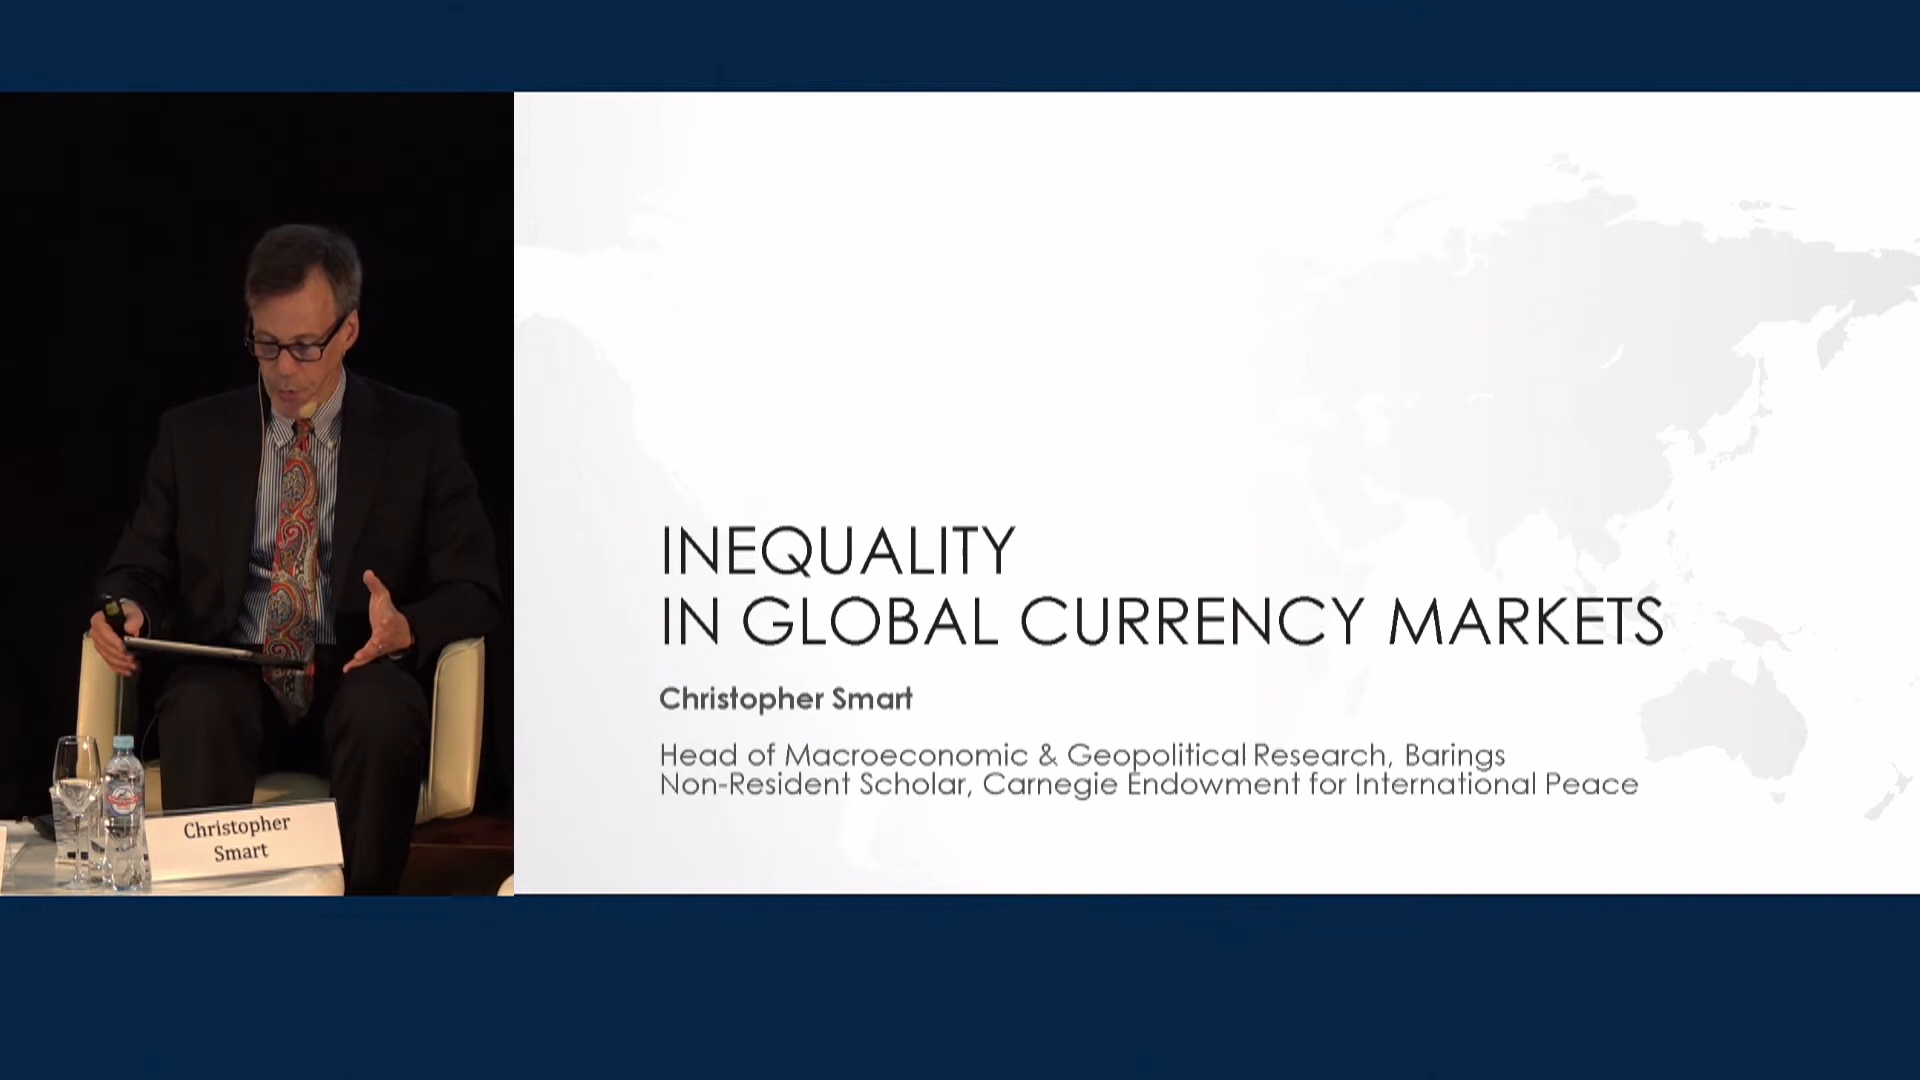 INEQUALITY
IN GLOBAL CURRENCY MARKETS
Christopher Smart
Head of Macroeconomic & Geopolitical Research, Barings
Non-Resident Scholar, Carnegie Endowment for International Peace
Christopher
Smart